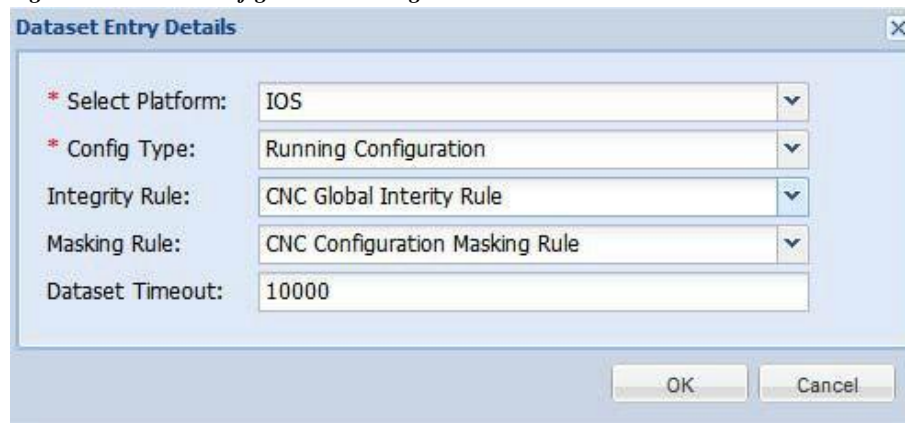 Dataset Entry Details
* Select Platform: IOS
* Config Type: Running Configuration
Integrity Rule: CNC Global Interity Rule
Masking Rule: CNC Configuration Masking Rule
Dataset Timeout: 10000
OK Cancel